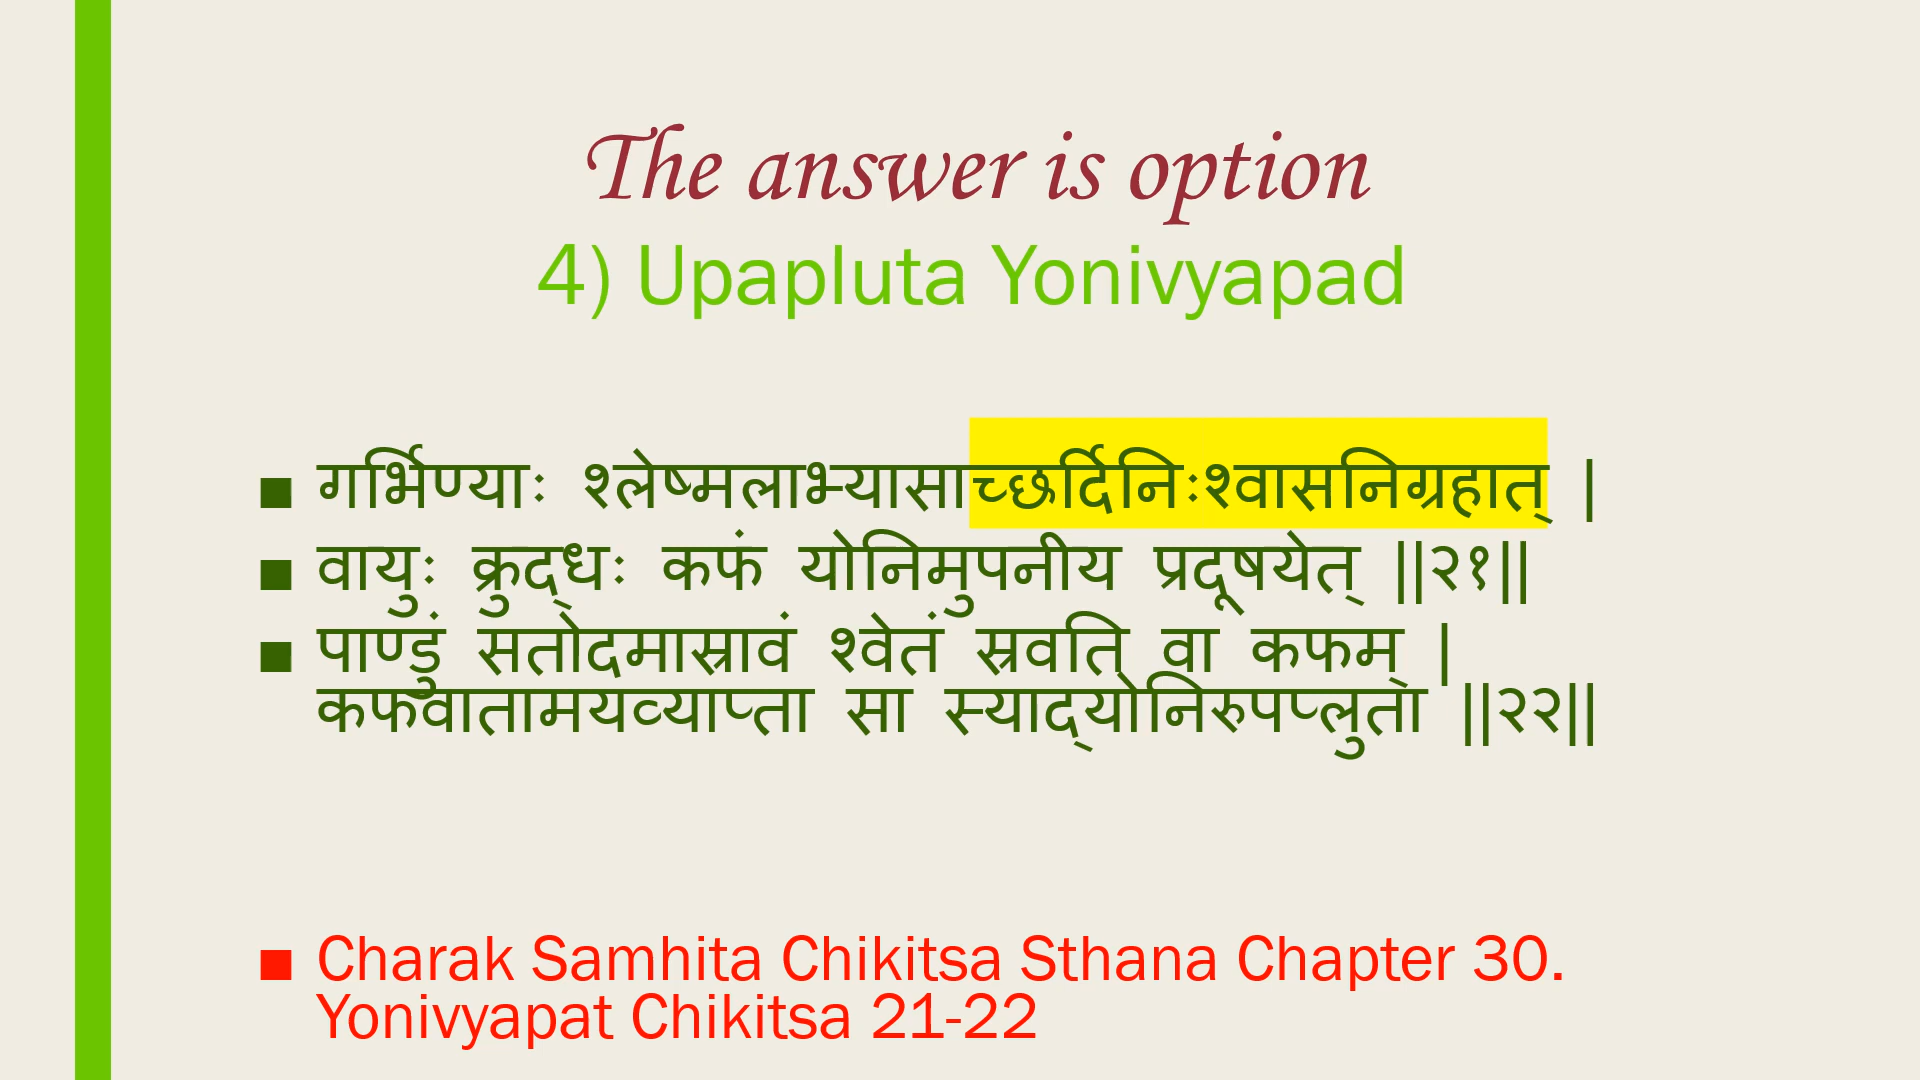 The answer is option
4) Upapluta Yonivyapad
■ गर्भिण्याः श्लेष्मलाभ्यासाच्छर्दिनिःश्वासनिग्रहात् |
■ वायुः क्रुद्धः कफं योनिमुपनीय प्रदूषयेत् ||२१||
■ पाण्डुं सतोदमास्रावं श्वेतं स्रवति वा कफम् |
कफवातामयव्याप्ता सा स्याद्योनिरुपप्लुता ||२२||
■ Charak Samhita Chikitsa Sthana Chapter 30.
Yonivyapat Chikitsa 21-22